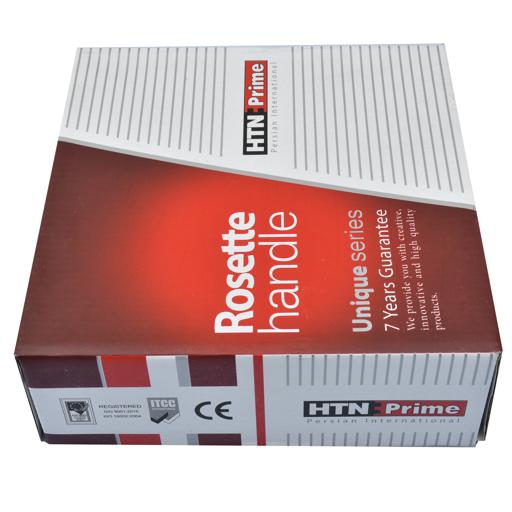 HTN Prime
Persian International
Rosette
handle
Unique series
7 Years Guarantee
We provide you with creative,
innovative and high quality
products.
REGISTERED
ITCC
CE
HTN Prime
Persian International